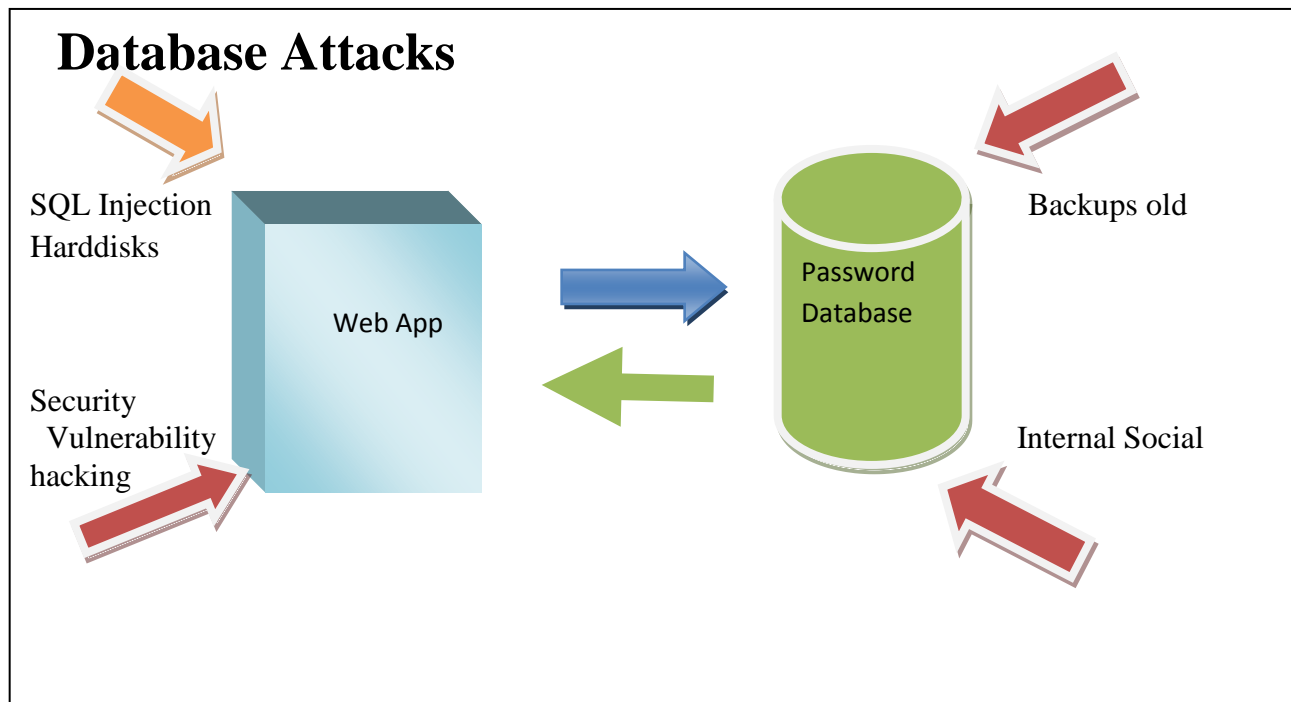 Database Attacks
SQL Injection
Harddisks
Backups old
Password
Database
Web App
Security
Vulnerability
hacking
Internal Social